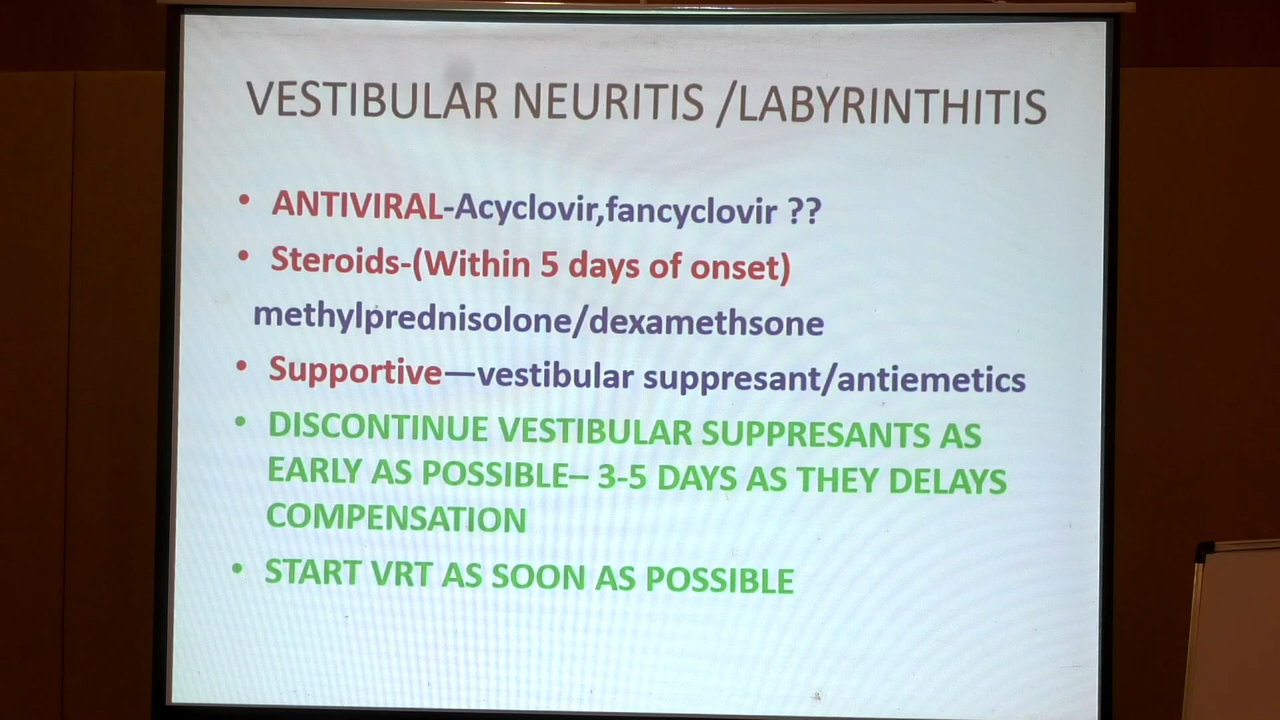 VESTIBULAR NEURITIS /LABYRINTHITIS
• ANTIVIRAL-Acyclovir,fancyclovir ??
• Steroids-(Within 5 days of onset)
methylprednisolone/dexamethsone
• Supportive—vestibular suppresant/antiemetics
• DISCONTINUE VESTIBULAR SUPPRESANTS AS
EARLY AS POSSIBLE– 3-5 DAYS AS THEY DELAYS
COMPENSATION
• START VRT AS SOON AS POSSIBLE